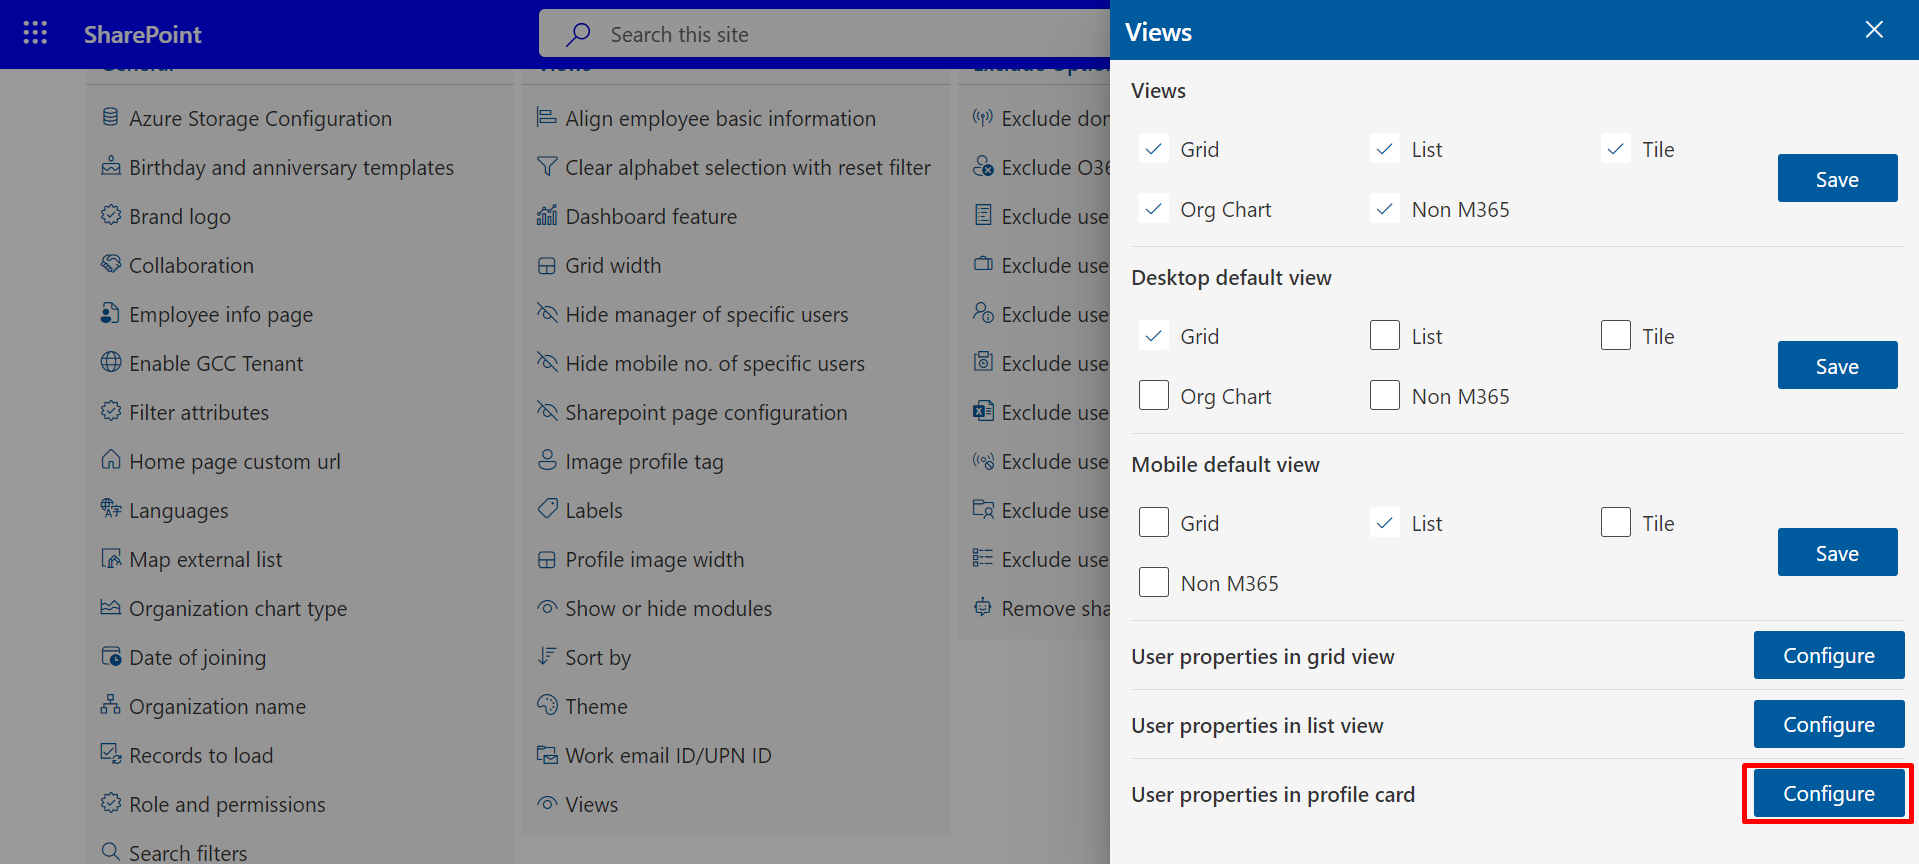 SharePoint
Search this site
General
Views
Azure Storage Configuration
Birthday and anniversary templates
Brand logo
Collaboration
Employee info page
Enable GCC Tenant
Filter attributes
Home page custom url
Languages
Map external list
Organization chart type
Date of joining
Organization name
Records to load
Role and permissions
Search filters
Align employee basic information
Clear alphabet selection with reset filter
Dashboard feature
Grid width
Hide manager of specific users
Hide mobile no. of specific users
Sharepoint page configuration
Image profile tag
Labels
Profile image width
Show or hide modules
Sort by
Theme
Work email ID/UPN ID
Views
Exclude Optio
Exclude dor
Exclude O36
Exclude use
Exclude use
Exclude use
Exclude use
Exclude use
Exclude use
Exclude use
Exclude use
Remove sha
Views
Views
Grid
List
Tile
Org Chart
Non M365
Save
Desktop default view
Grid
List
Tile
Org Chart
Non M365
Save
Mobile default view
Grid
List
Tile
Non M365
Save
User properties in grid view
Configure
User properties in list view
Configure
User properties in profile card
Configure